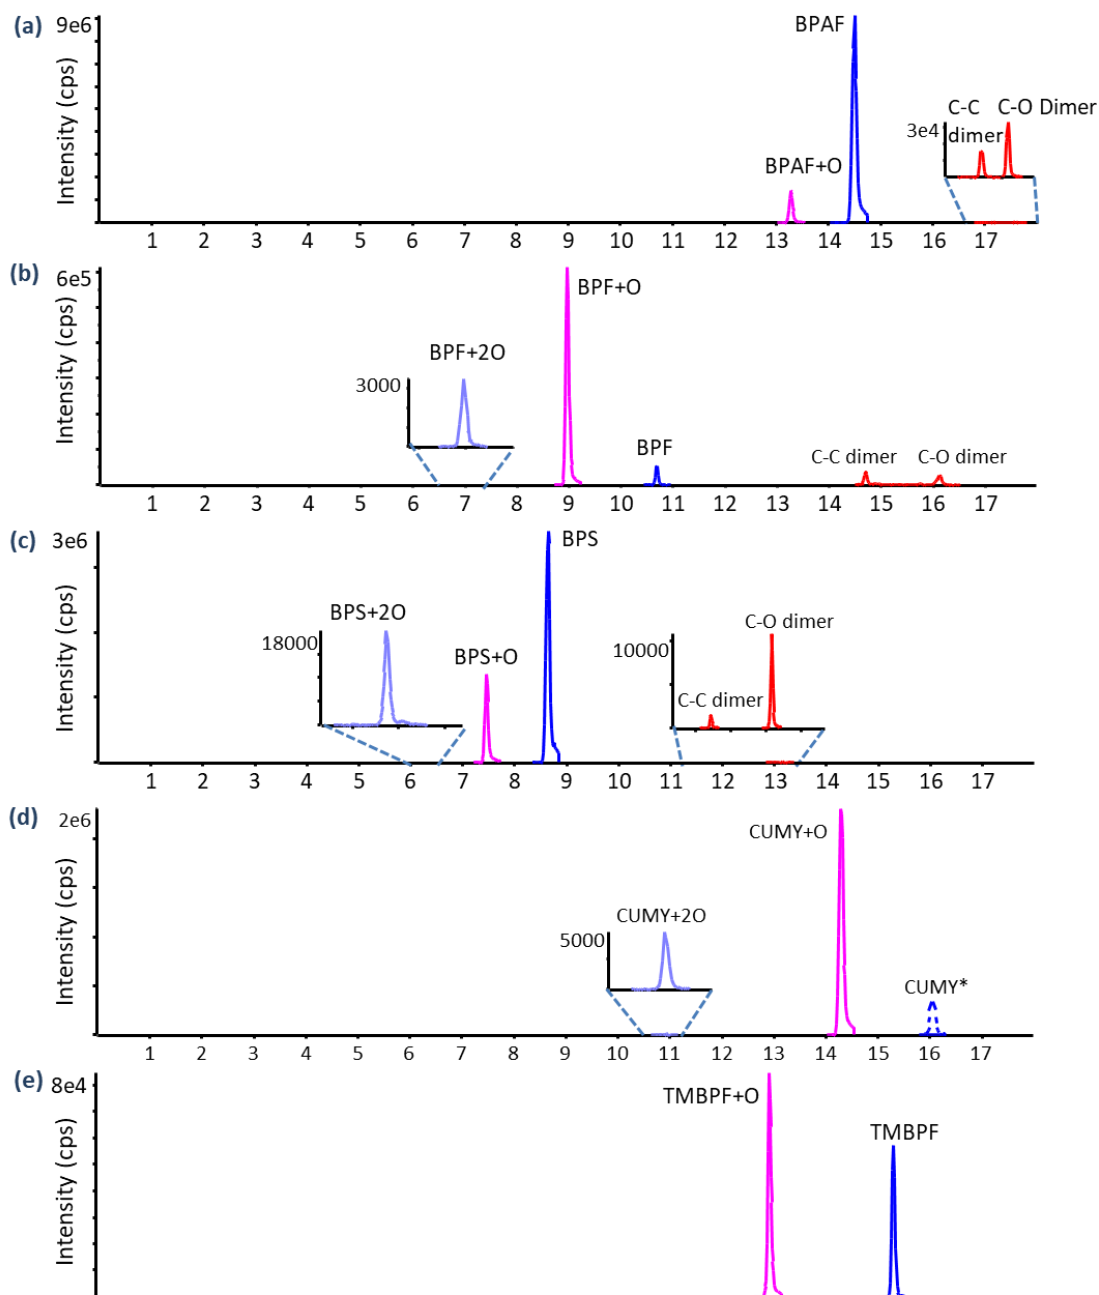 (a)
9e6
Intensity (cps)
BPAF
BPAF+O
C-C C-O Dimer
3e4 dimer
1 2 3 4 5 6 7 8 9 10 11 12 13 14 15 16 17
(b)
6e5
Intensity (cps)
BPF+O
BPF+2O
3000
BPF
C-C dimer C-O dimer
1 2 3 4 5 6 7 8 9 10 11 12 13 14 15 16 17
(c)
3e6
Intensity (cps)
BPS
BPS+2O
18000
BPS+O
C-O dimer
10000
C-C dimer
1 2 3 4 5 6 7 8 9 10 11 12 13 14 15 16 17
(d)
2e6
Intensity (cps)
CUMY+O
CUMY+2O
5000
CUMY*
1 2 3 4 5 6 7 8 9 10 11 12 13 14 15 16 17
(e)
8e4
Intensity (cps)
TMBPF+O
TMBPF